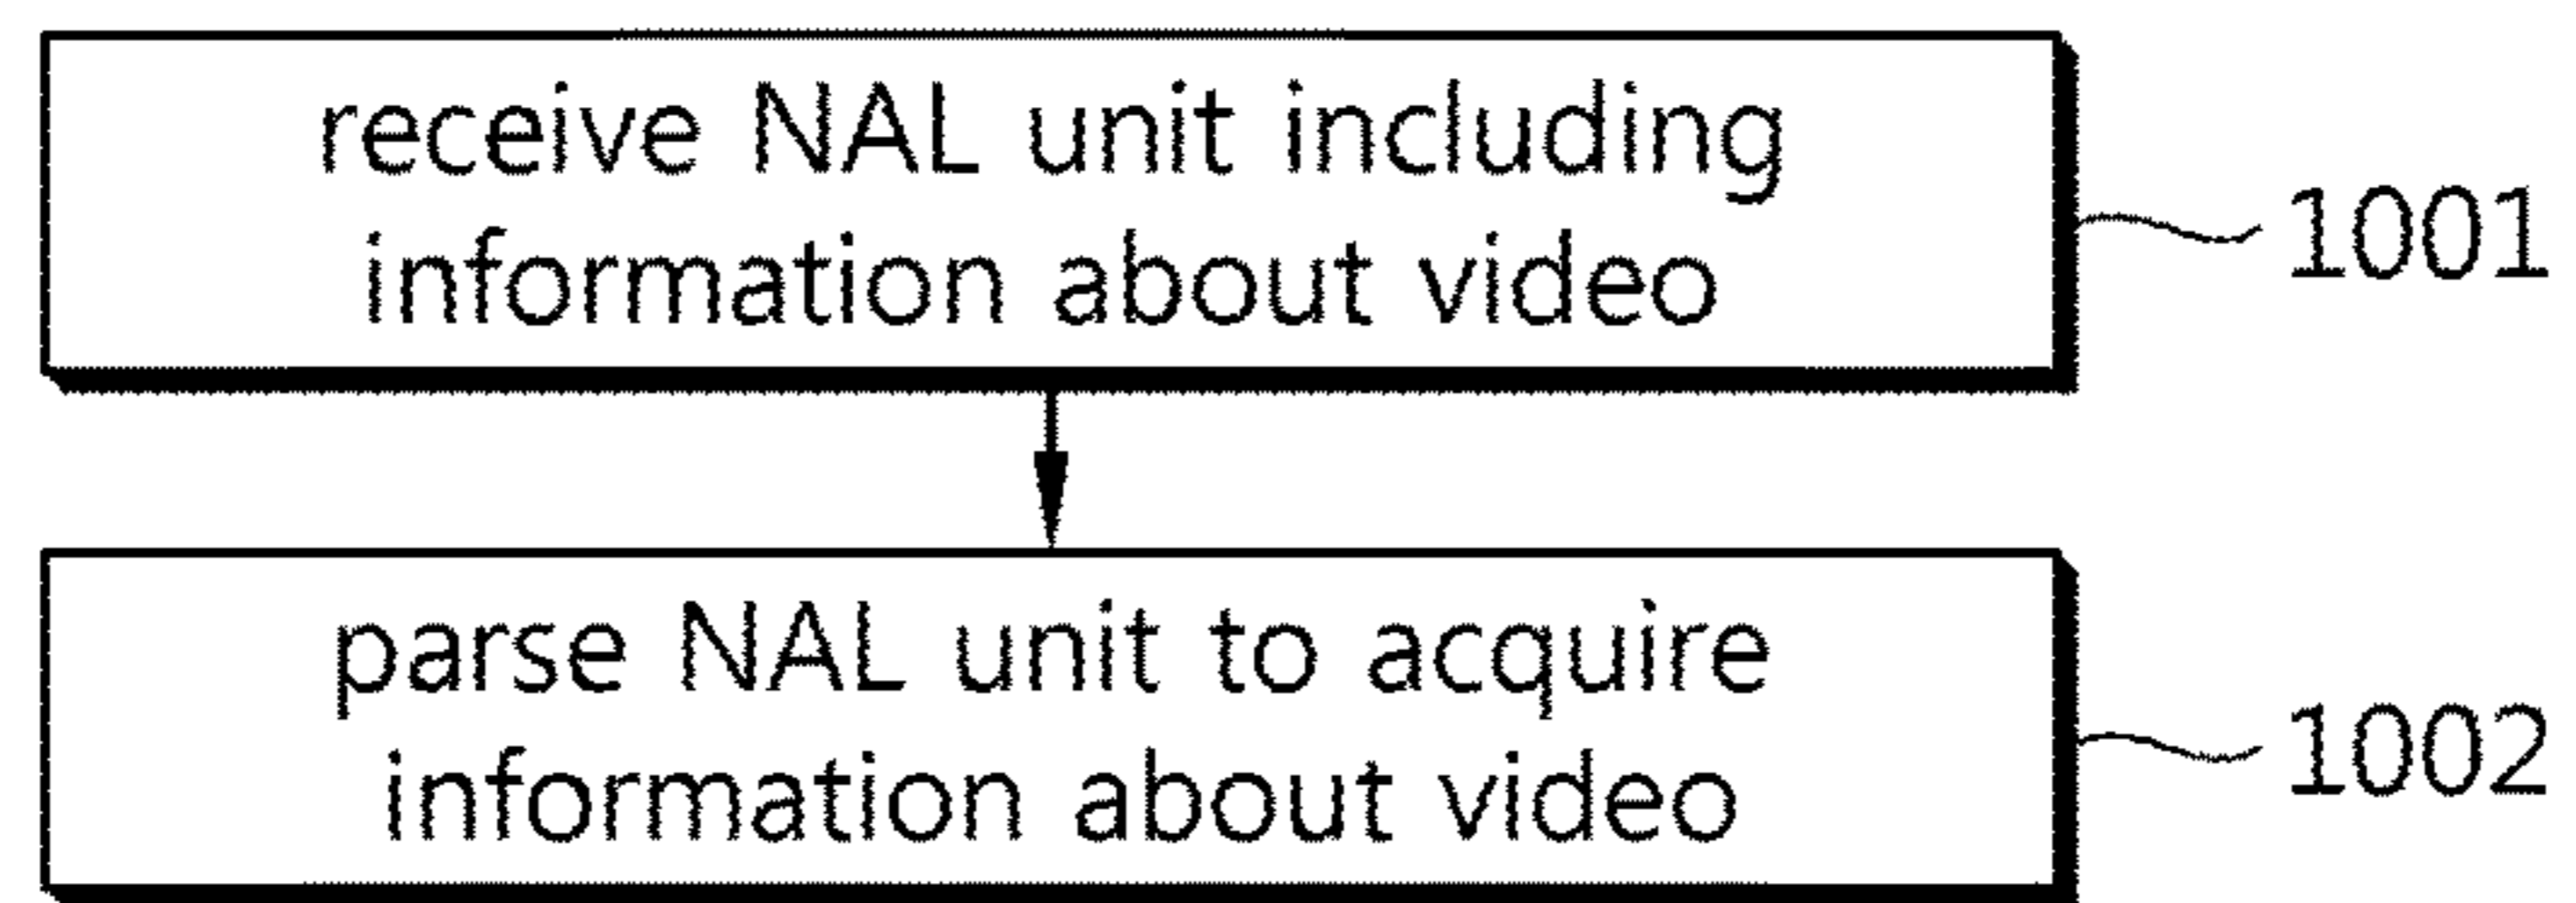 receive NAL unit including
information about video
1001
parse NAL unit to acquire
information about video
1002